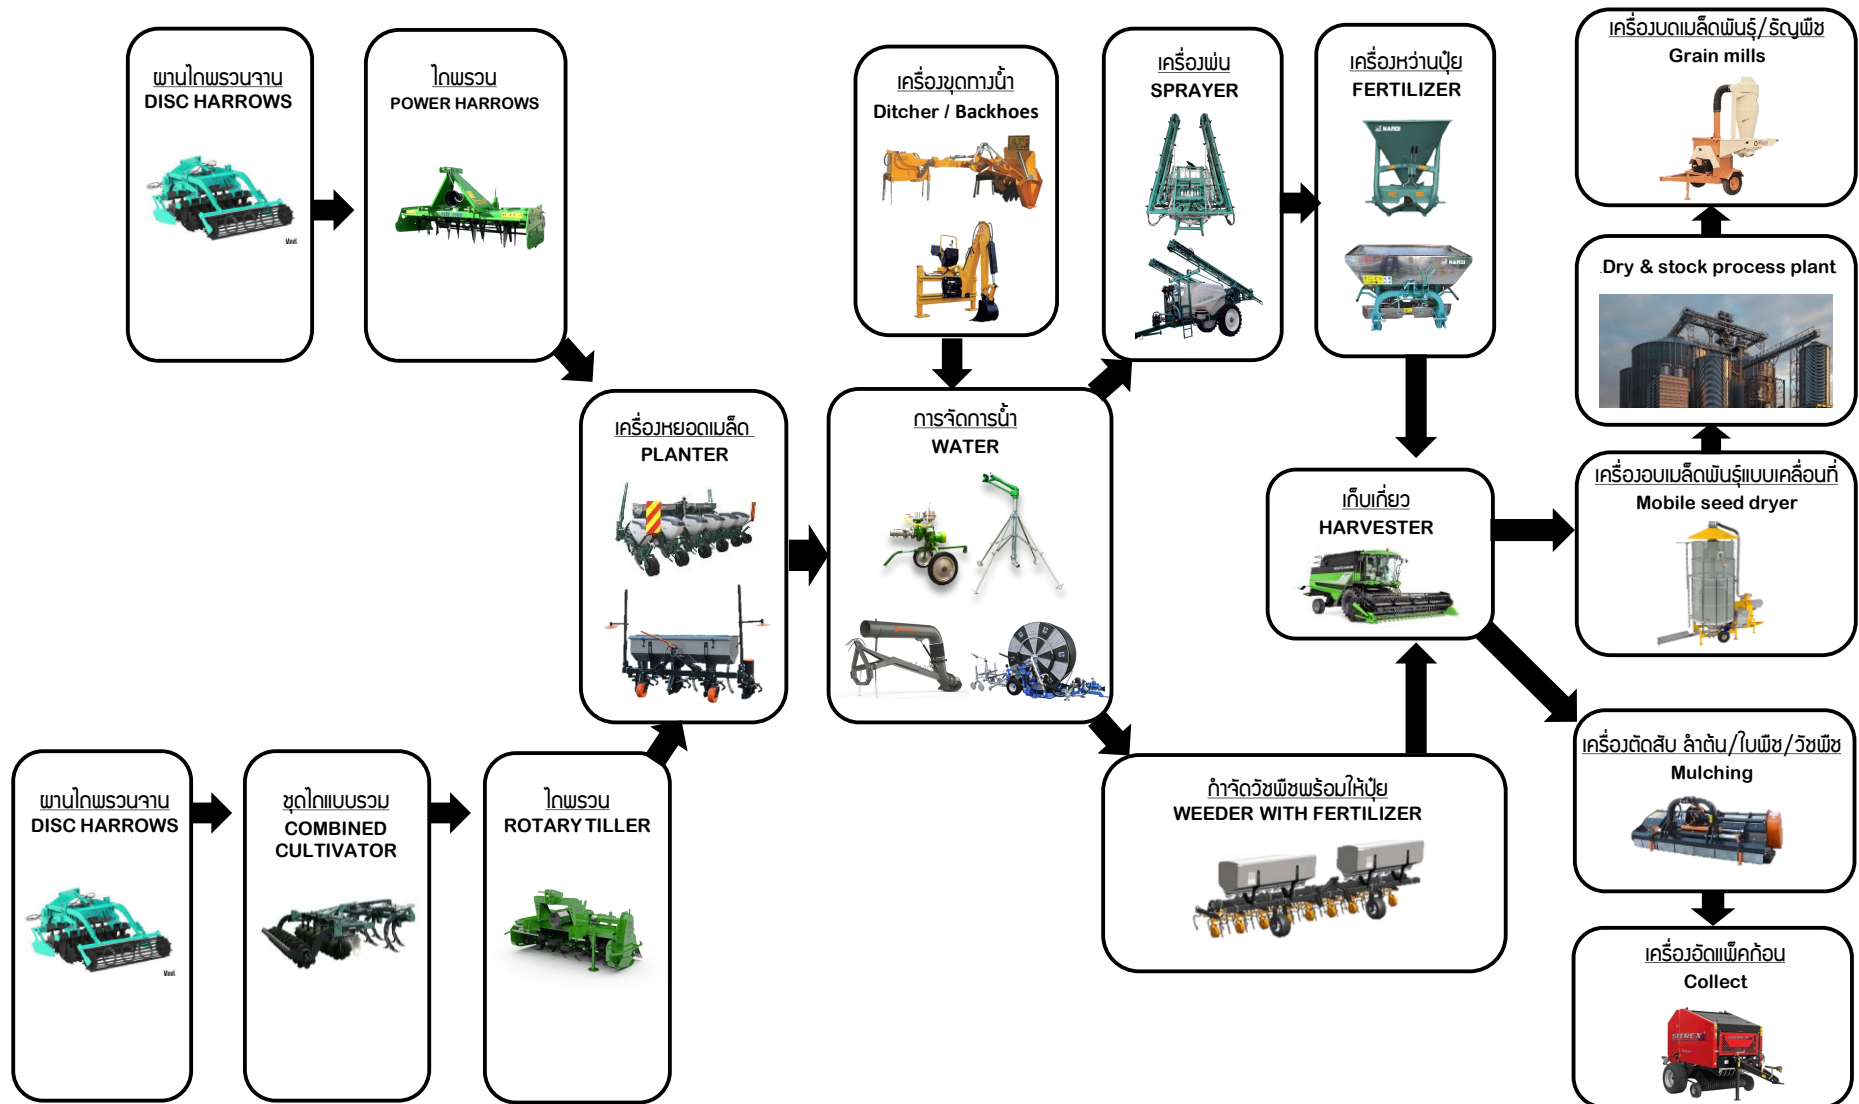 ผานไถพรวนจาน
DISC HARROWS
ไถพรวน
POWER HARROWS
เครื่องขุดทางน้ำ
Ditcher / Backhoes
เครื่องพ่น
SPRAYER
เครื่องหว่านปุ๋ย
FERTILIZER
NARDI
NARDI
เครื่องบดเมล็ดพันธุ์/ธัญพืช
Grain mills
.Dry & stock process plant
เครื่องหยอดเมล็ด
PLANTER
การจัดการน้ำ
WATER
เก็บเกี่ยว
HARVESTER
เครื่องอบเมล็ดพันธุ์แบบเคลื่อนที่
Mobile seed dryer
ผานไถพรวนจาน
DISC HARROWS
ชุดไถแบบรวม
COMBINED
CULTIVATOR
ไถพรวน
ROTARY TILLER
กำจัดวัชพืชพร้อมให้ปุ๋ย
WEEDER WITH FERTILIZER
เครื่องตัดสับ ลำต้น/ใบพืช/วัชพืช
Mulching
เครื่องอัดแพ็คก้อน
Collect
SITREX